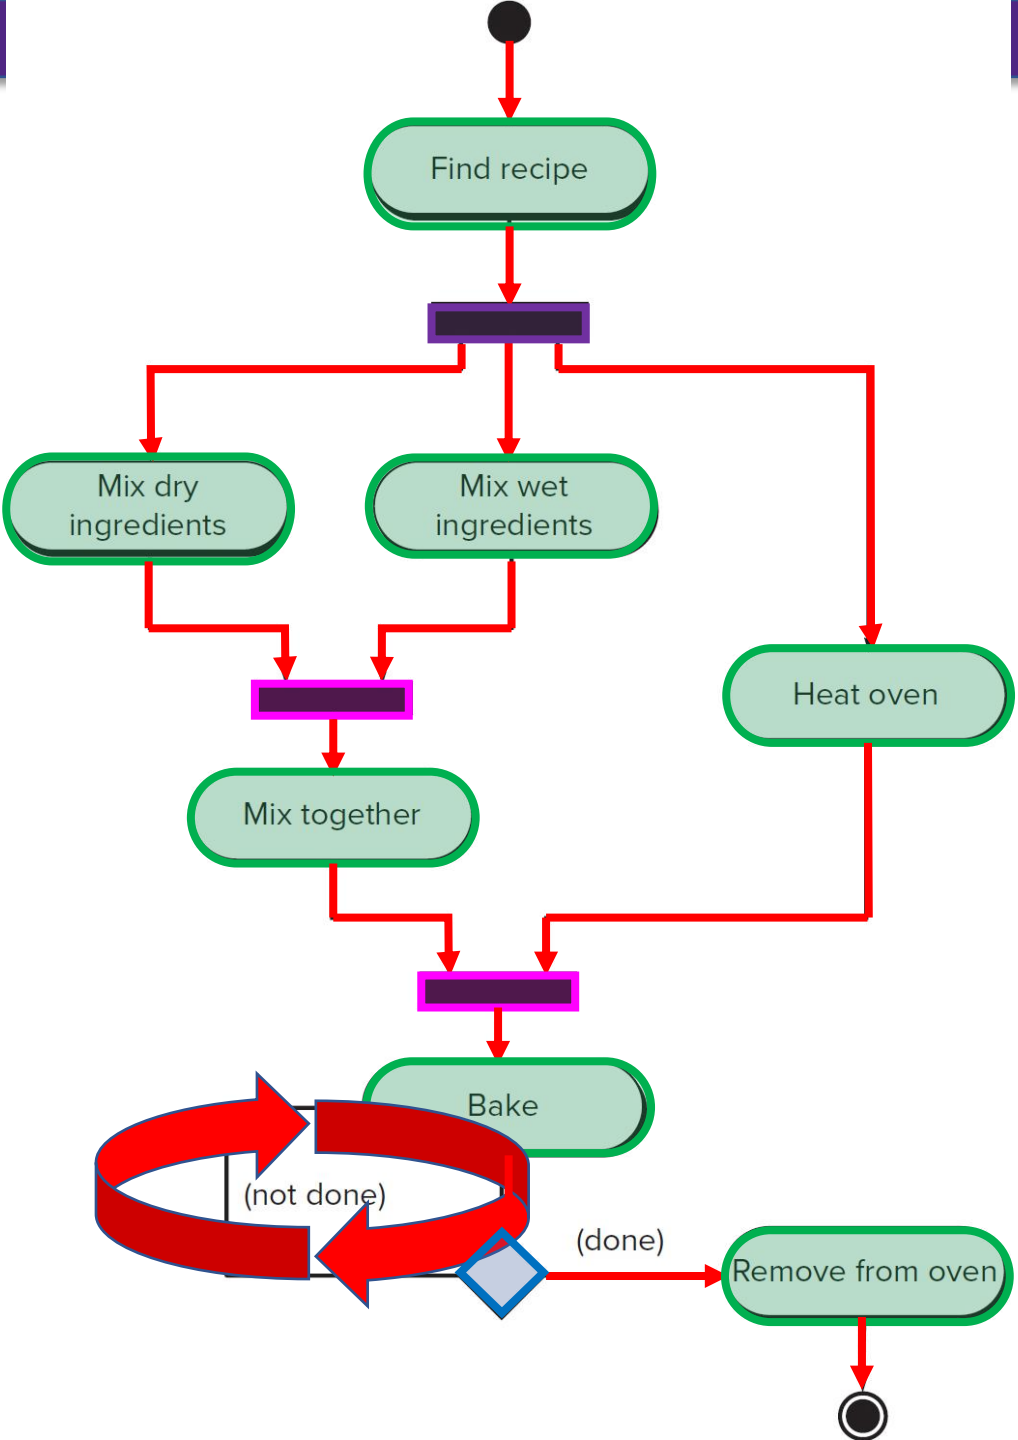 Find recipe
Mix dry
ingredients
Mix wet
ingredients
Heat oven
Mix together
Bake
(not done)
(done)
Remove from oven